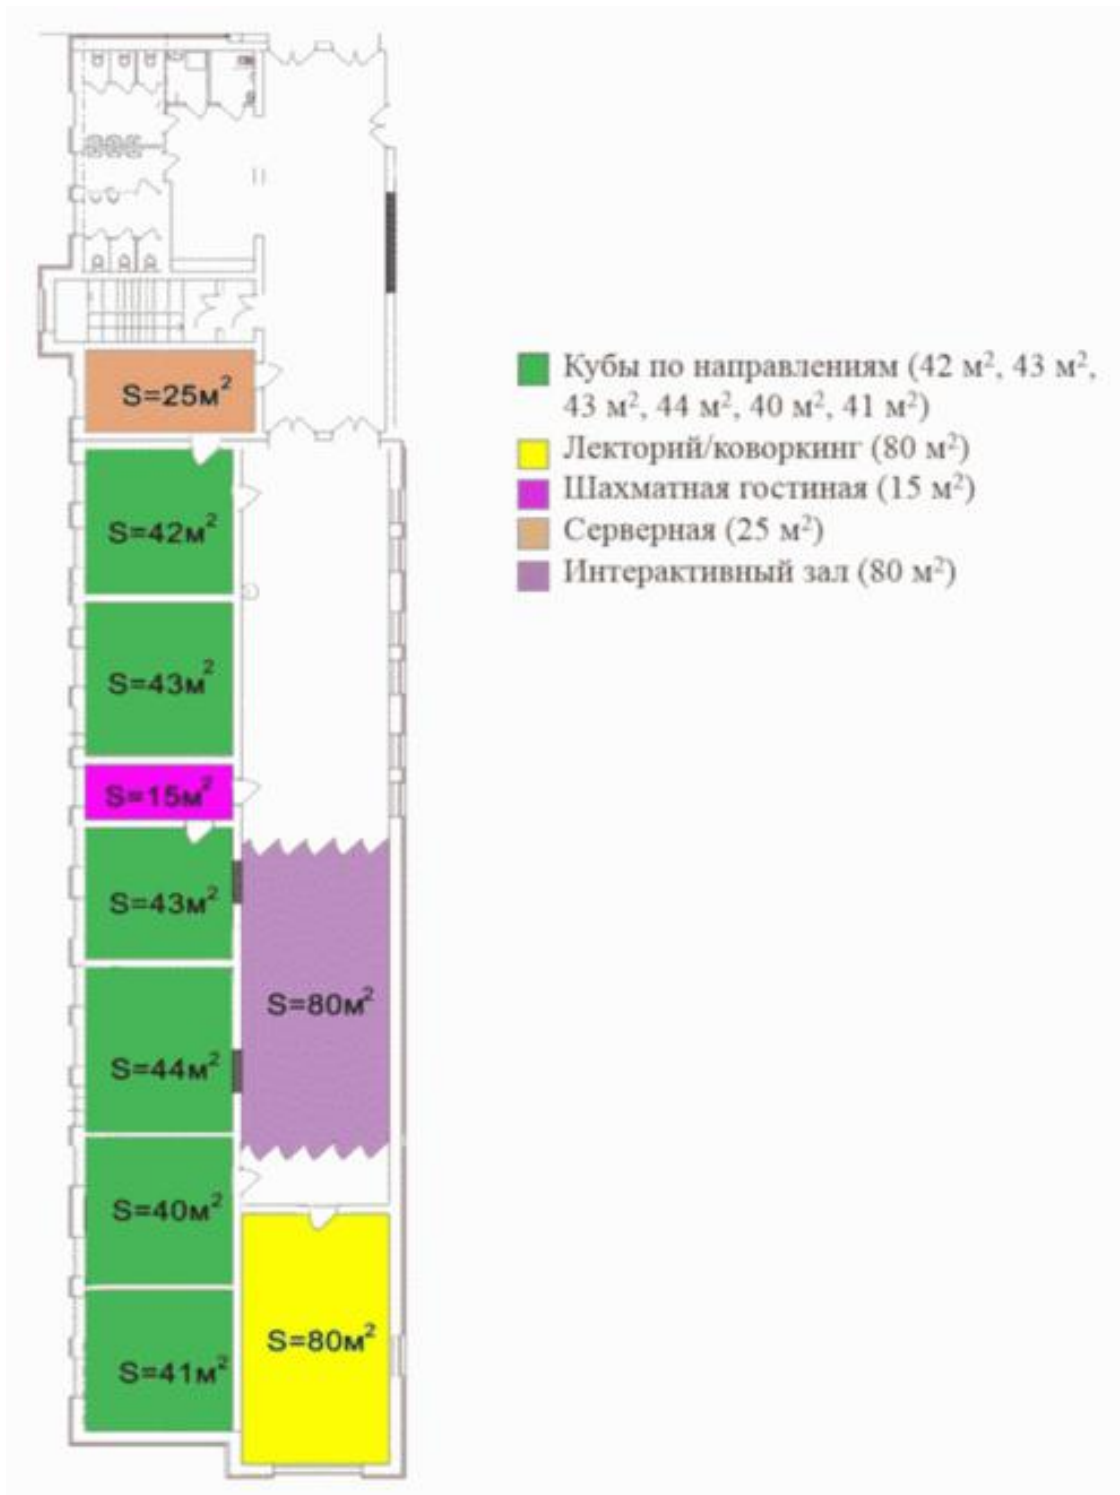 S=25м²
Кубы по направлениям (42 м², 43 м²,
43 м², 44 м², 40 м², 41 м²)
Лекторий/коворкинг (80 м²)
Шахматная гостиная (15 м²)
Серверная (25 м²)
Интерактивный зал (80 м²)
S=42м²
S=43м²
S=15м²
S=43м²
S=80м²
S=44м²
S=40м²
S=80м²
S=41м²